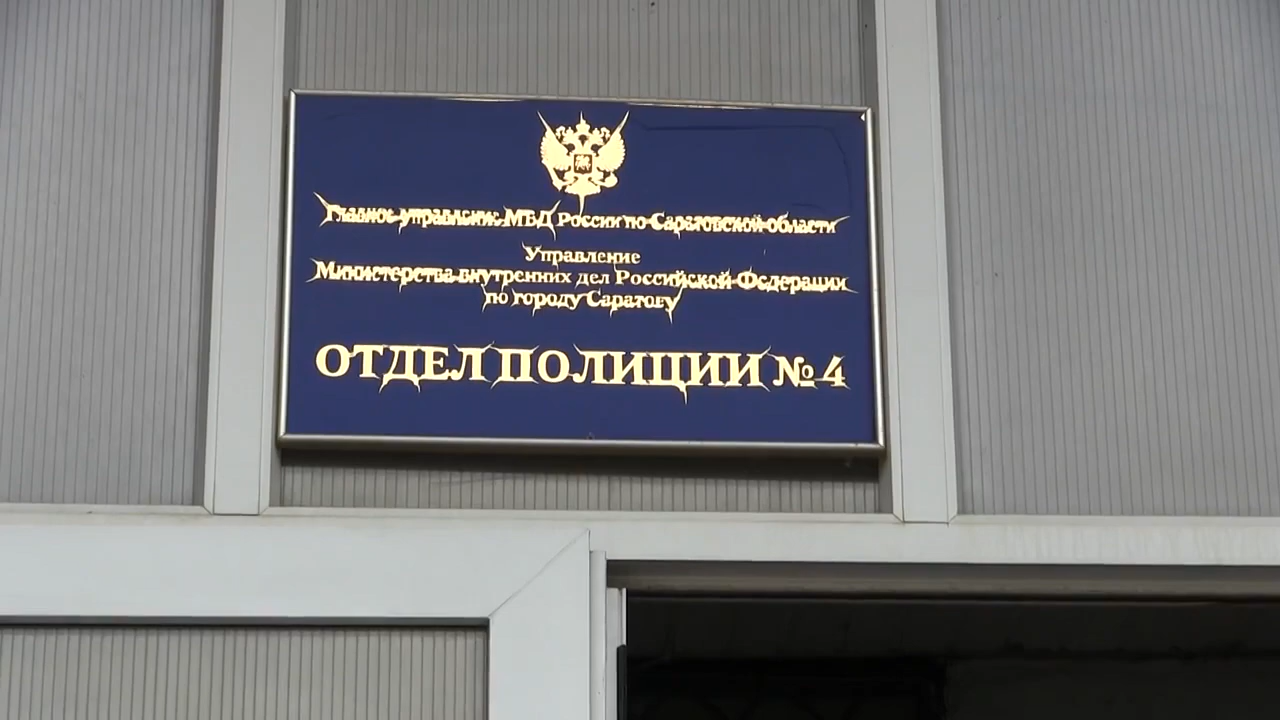 Главное управление МВД России по Саратовской области
Управление
Министерства внутренних дел Российской Федерации
по городу Саратову
ОТДЕЛ ПОЛИЦИИ № 4